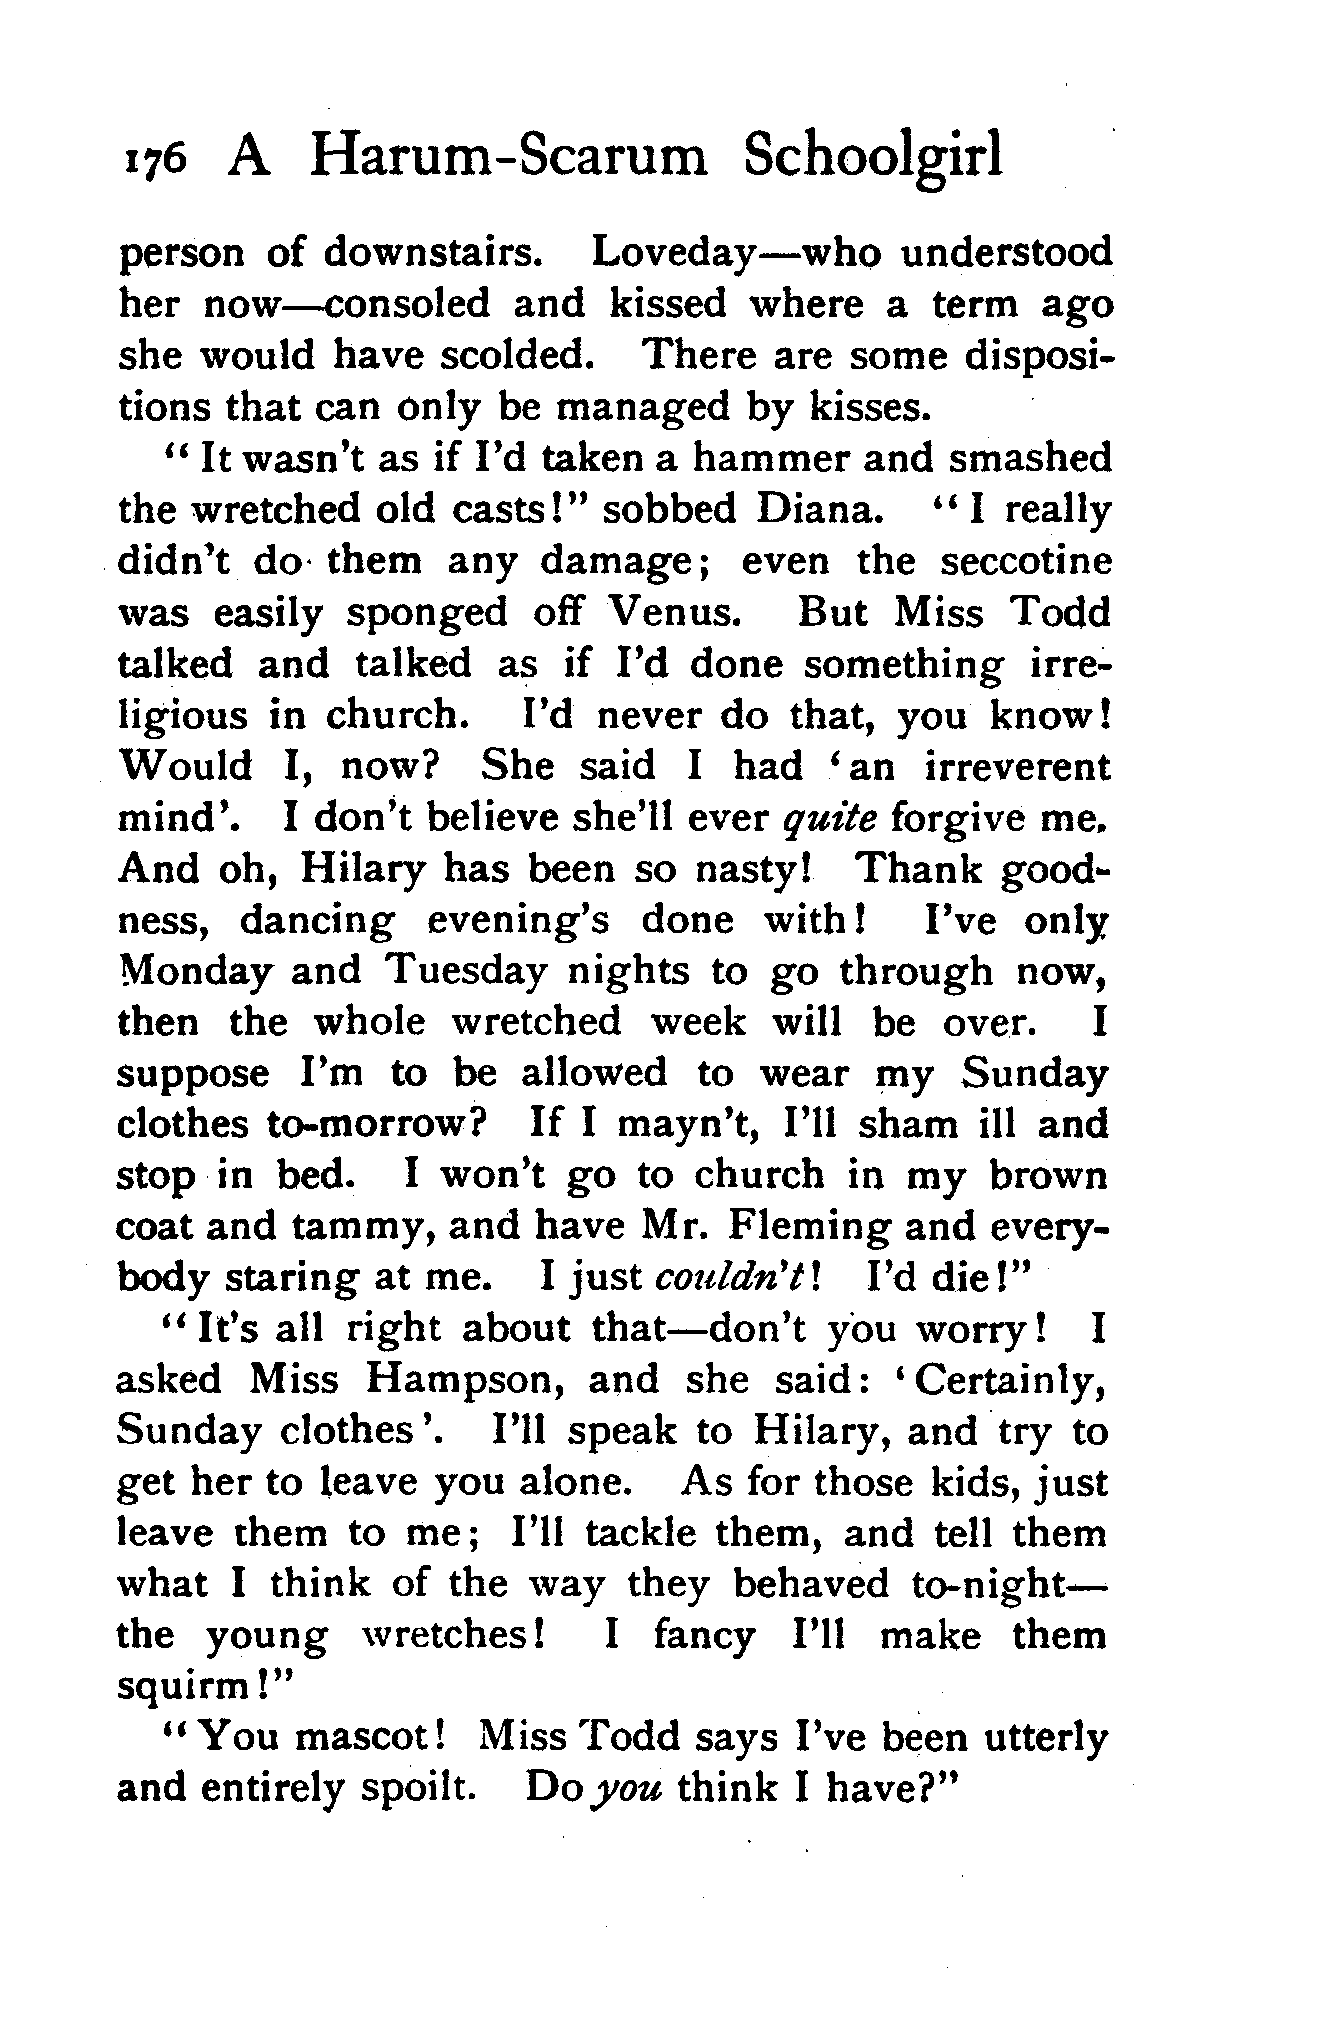 176 A Harum-Scarum Schoolgirl
person of downstairs. Loveday—who understood
her now—consoled and kissed where a term ago
she would have scolded. There are some disposi-
tions that can only be managed by kisses.
"It wasn't as if I'd taken a hammer and smashed
the wretched old casts!" sobbed Diana. "I really
didn't do them any damage; even the seccotine
was easily sponged off Venus. But Miss Todd
talked and talked as if I'd done something irre-
ligious in church. I'd never do that, you know!
Would I, now? She said I had 'an irreverent
mind'. I don't believe she'll ever quite forgive me.
And oh, Hilary has been so nasty! Thank good-
ness, dancing evening's done with! I've only
Monday and Tuesday nights to go through now,
then the whole wretched week will be over. I
suppose I'm to be allowed to wear my Sunday
clothes to-morrow? If I mayn't, I'll sham ill and
stop in bed. I won't go to church in my brown
coat and tammy, and have Mr. Fleming and every-
body staring at me. I just couldn't! I'd die!"
"It's all right about that—don't you worry! I
asked Miss Hampson, and she said: 'Certainly,
Sunday clothes'. I'll speak to Hilary, and try to
get her to leave you alone. As for those kids, just
leave them to me; I'll tackle them, and tell them
what I think of the way they behaved to-night—
the young wretches! I fancy I'll make them
squirm!"
"You mascot! Miss Todd says I've been utterly
and entirely spoilt. Do you think I have?"